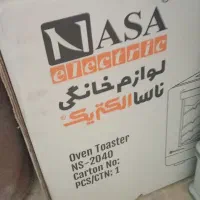 NASA
electric
لوازم خانگی
ناسا الکتریک
Oven Toaster
NS-2040
Carton No:
PCS/CTN: 1